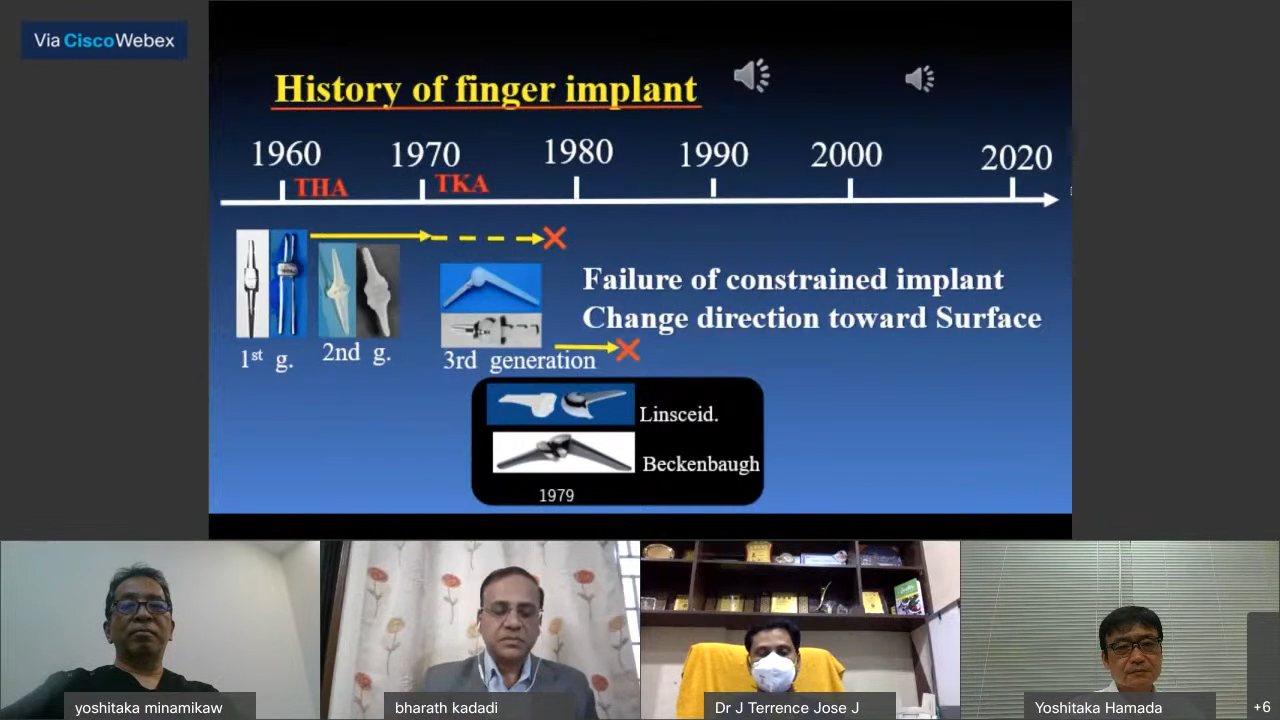 Via Cisco Webex
History of finger implant
1960 1970 1980 1990 2000 2020
THA TKA
Failure of constrained implant
Change direction toward Surface
1st g. 2nd g. 3rd generation
Linsceid.
Beckenbaugh
1979
yoshitaka minamikaw
bharath kadadi
Dr J Terrence Jose J
Yoshitaka Hamada
+6